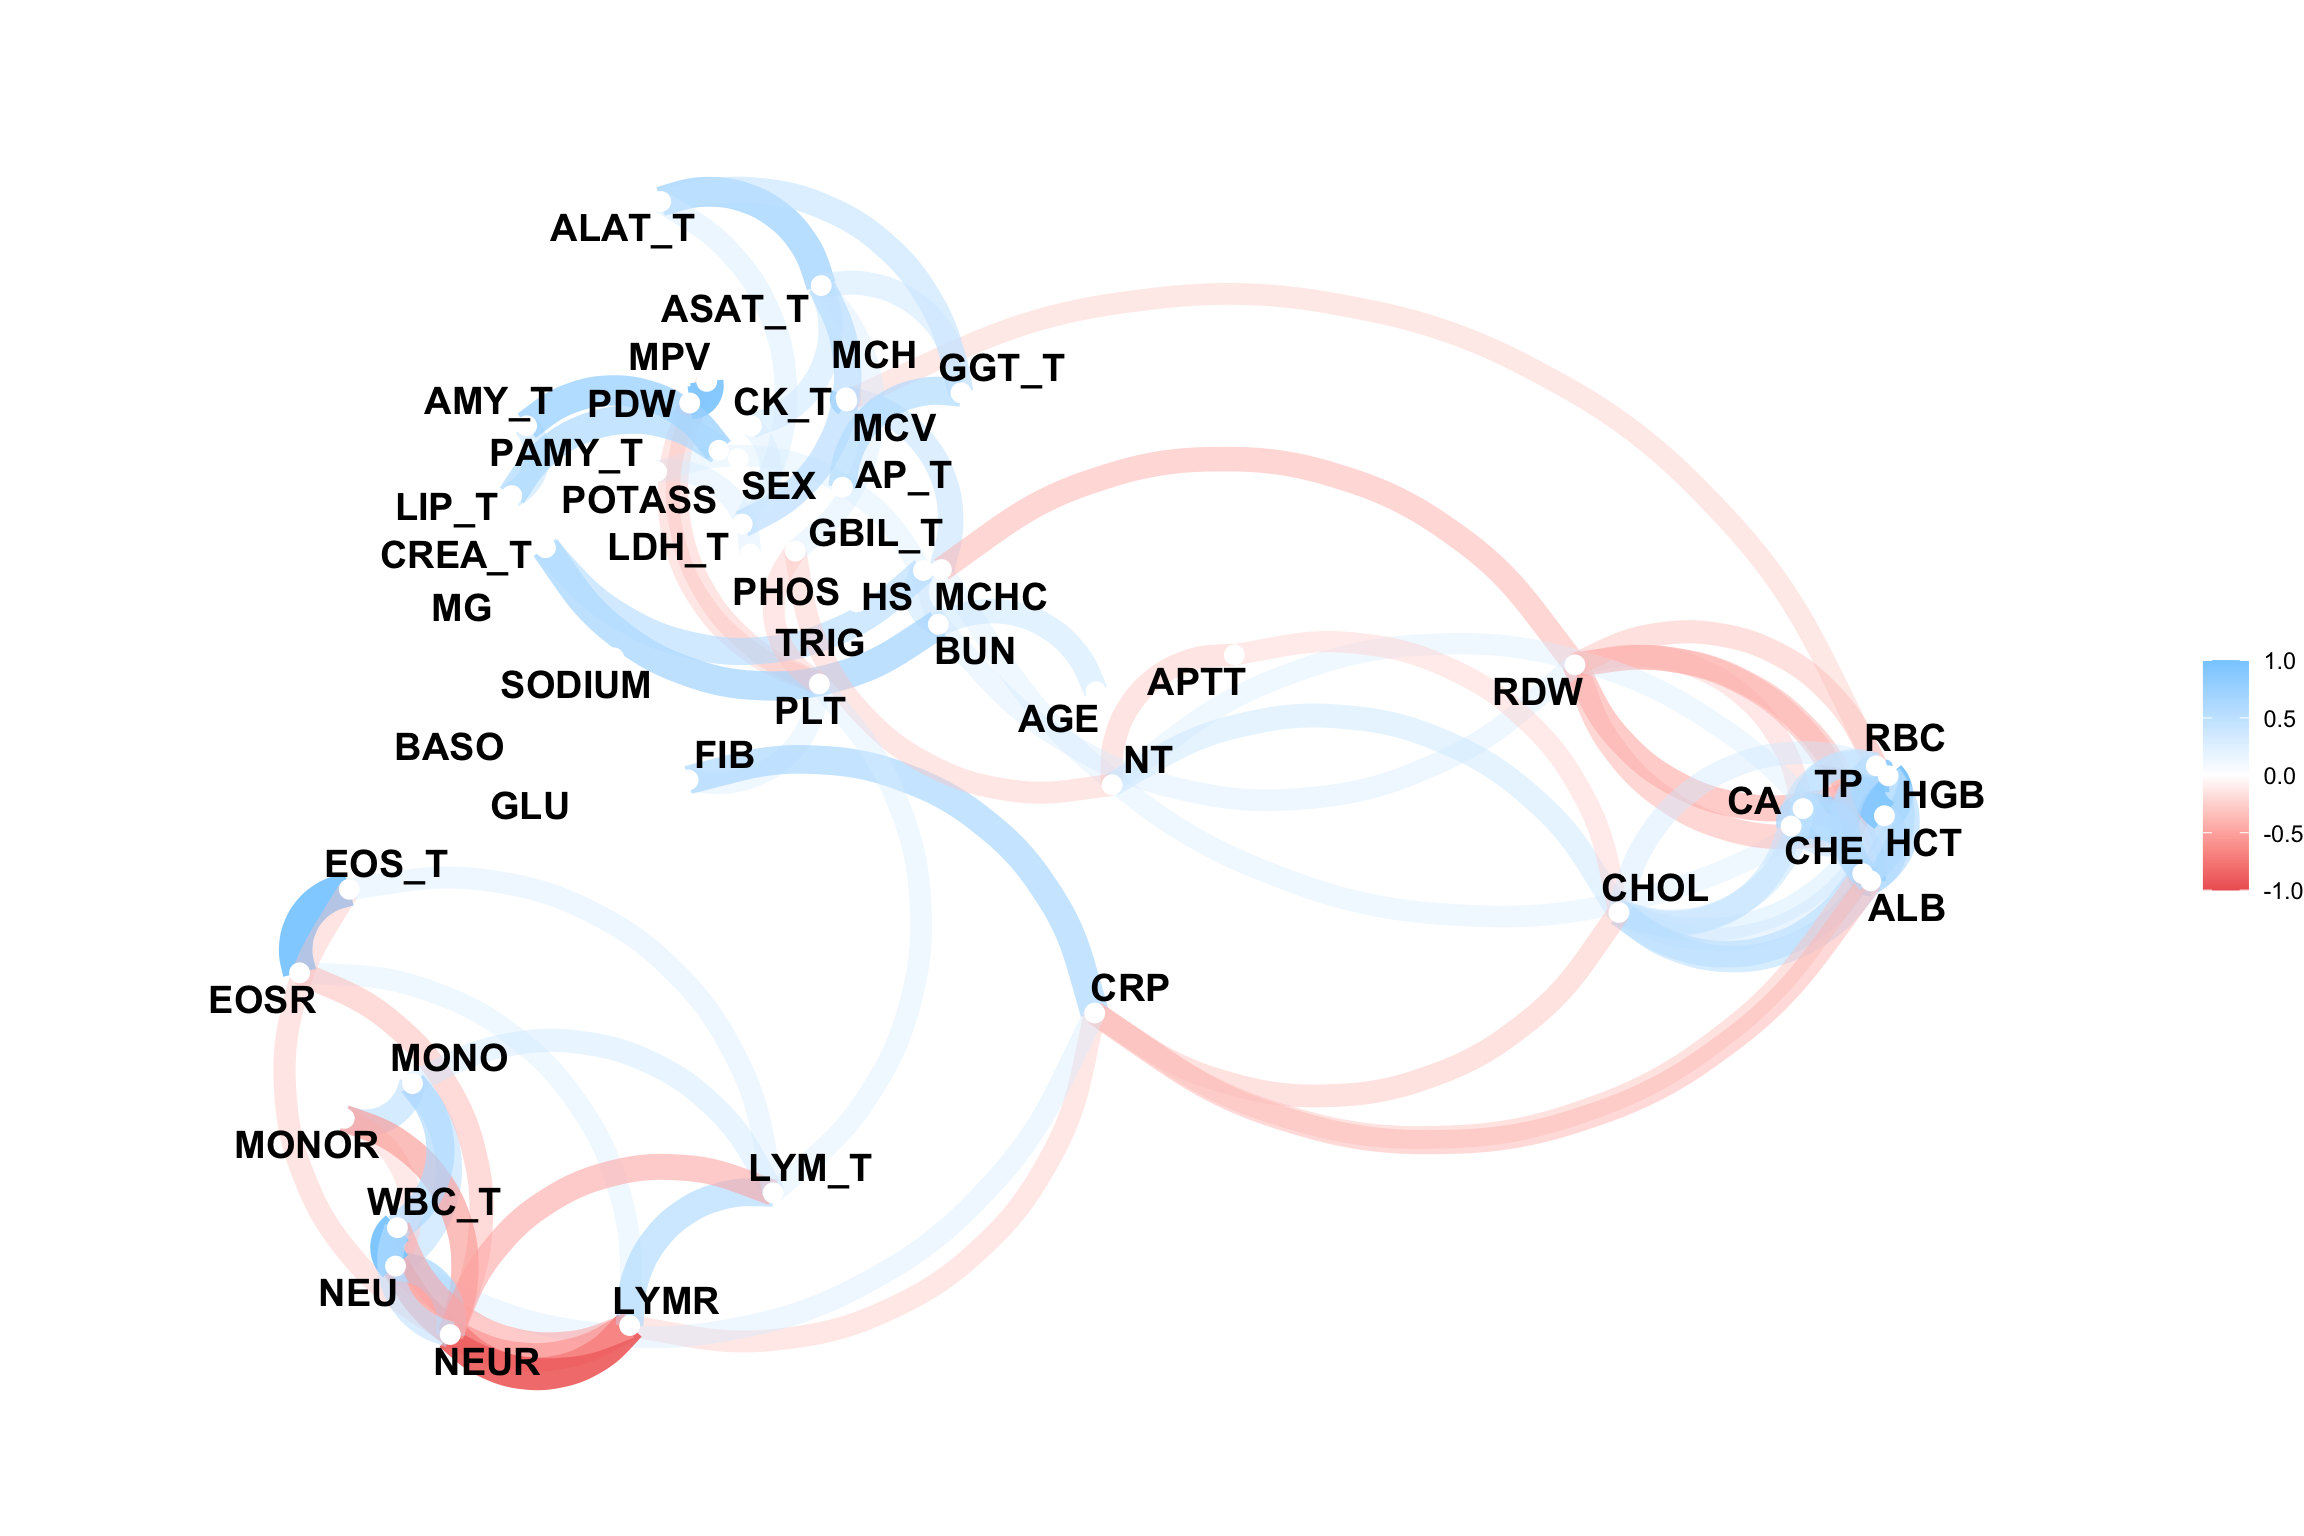 ALAT_T
ASAT_T
MPV
MCH
GGT_T
AMY_T
PDW
CK_T
MCV
PAMY_T
AP_T
SEX
LIP_T
POTASS
GBIL_T
CREA_T
LDH_T
PHOS
HS
MCHC
MG
TRIG
BUN
SODIUM
APTT
RDW
PLT
AGE
BASO
FIB
NT
RBC
GLU
TP
CA
HGB
CHE
HCT
EOS_T
CHOL
ALB
EOSR
CRP
MONO
MONOR
LYM_T
WBC_T
NEU
LYMR
NEUR
1.0
0.5
0.0
-0.5
-1.0